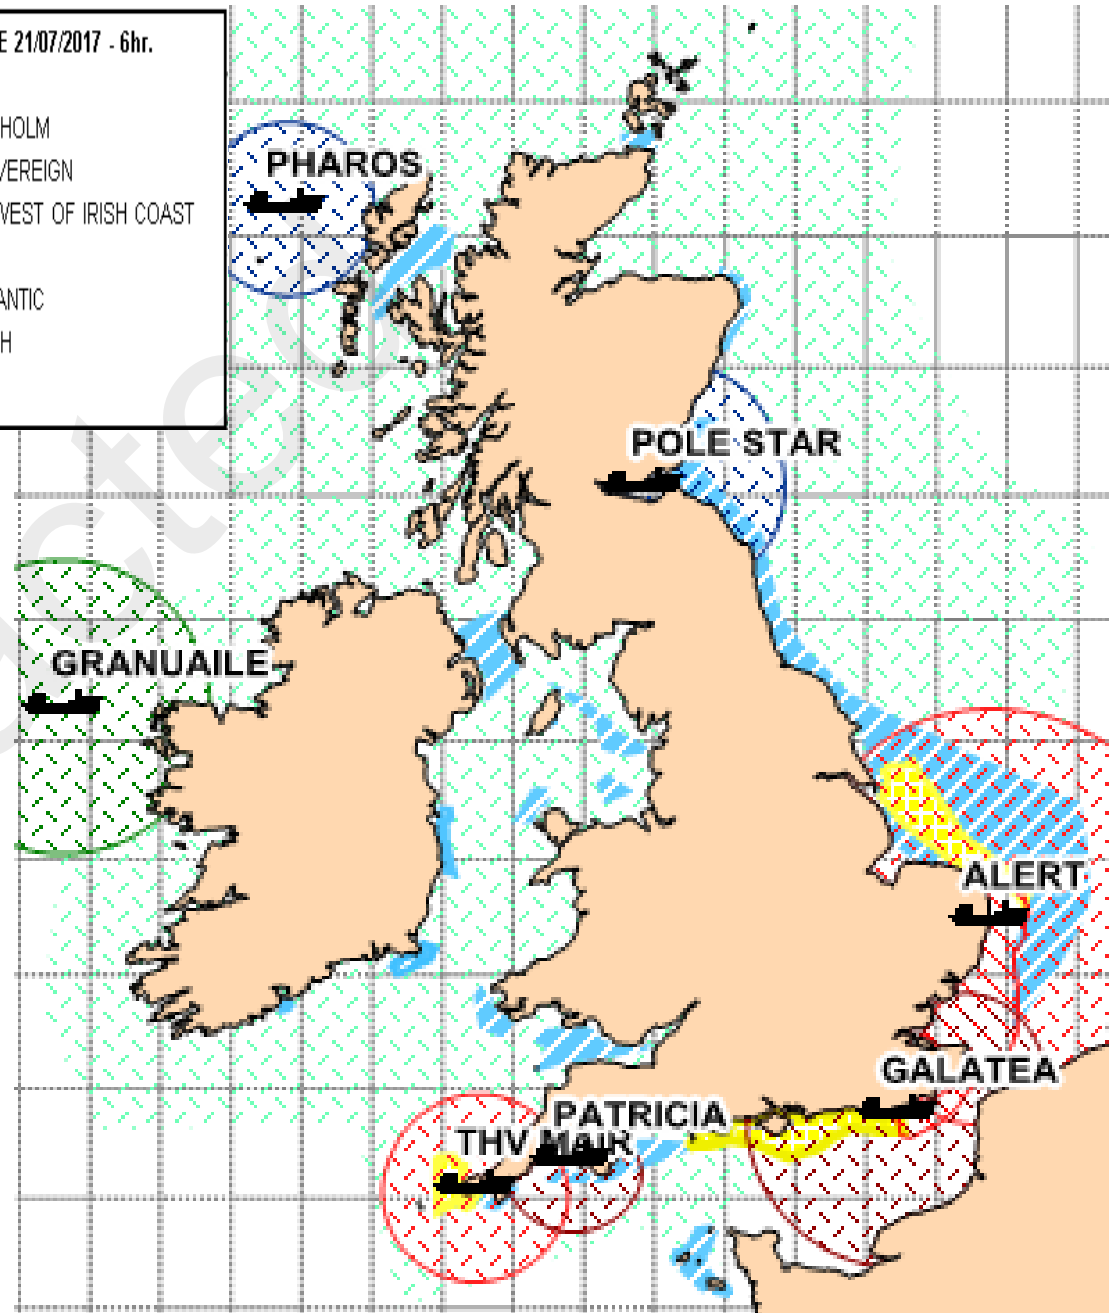 E 21/07/2017 - 6hr.
HOLM
VEREIGN
WEST OF IRISH COAST
ANTIC
H
PHAROS
POLE STAR
GRANUAILE
ALERT
GALATEA
PATRICIA
THV MAIR